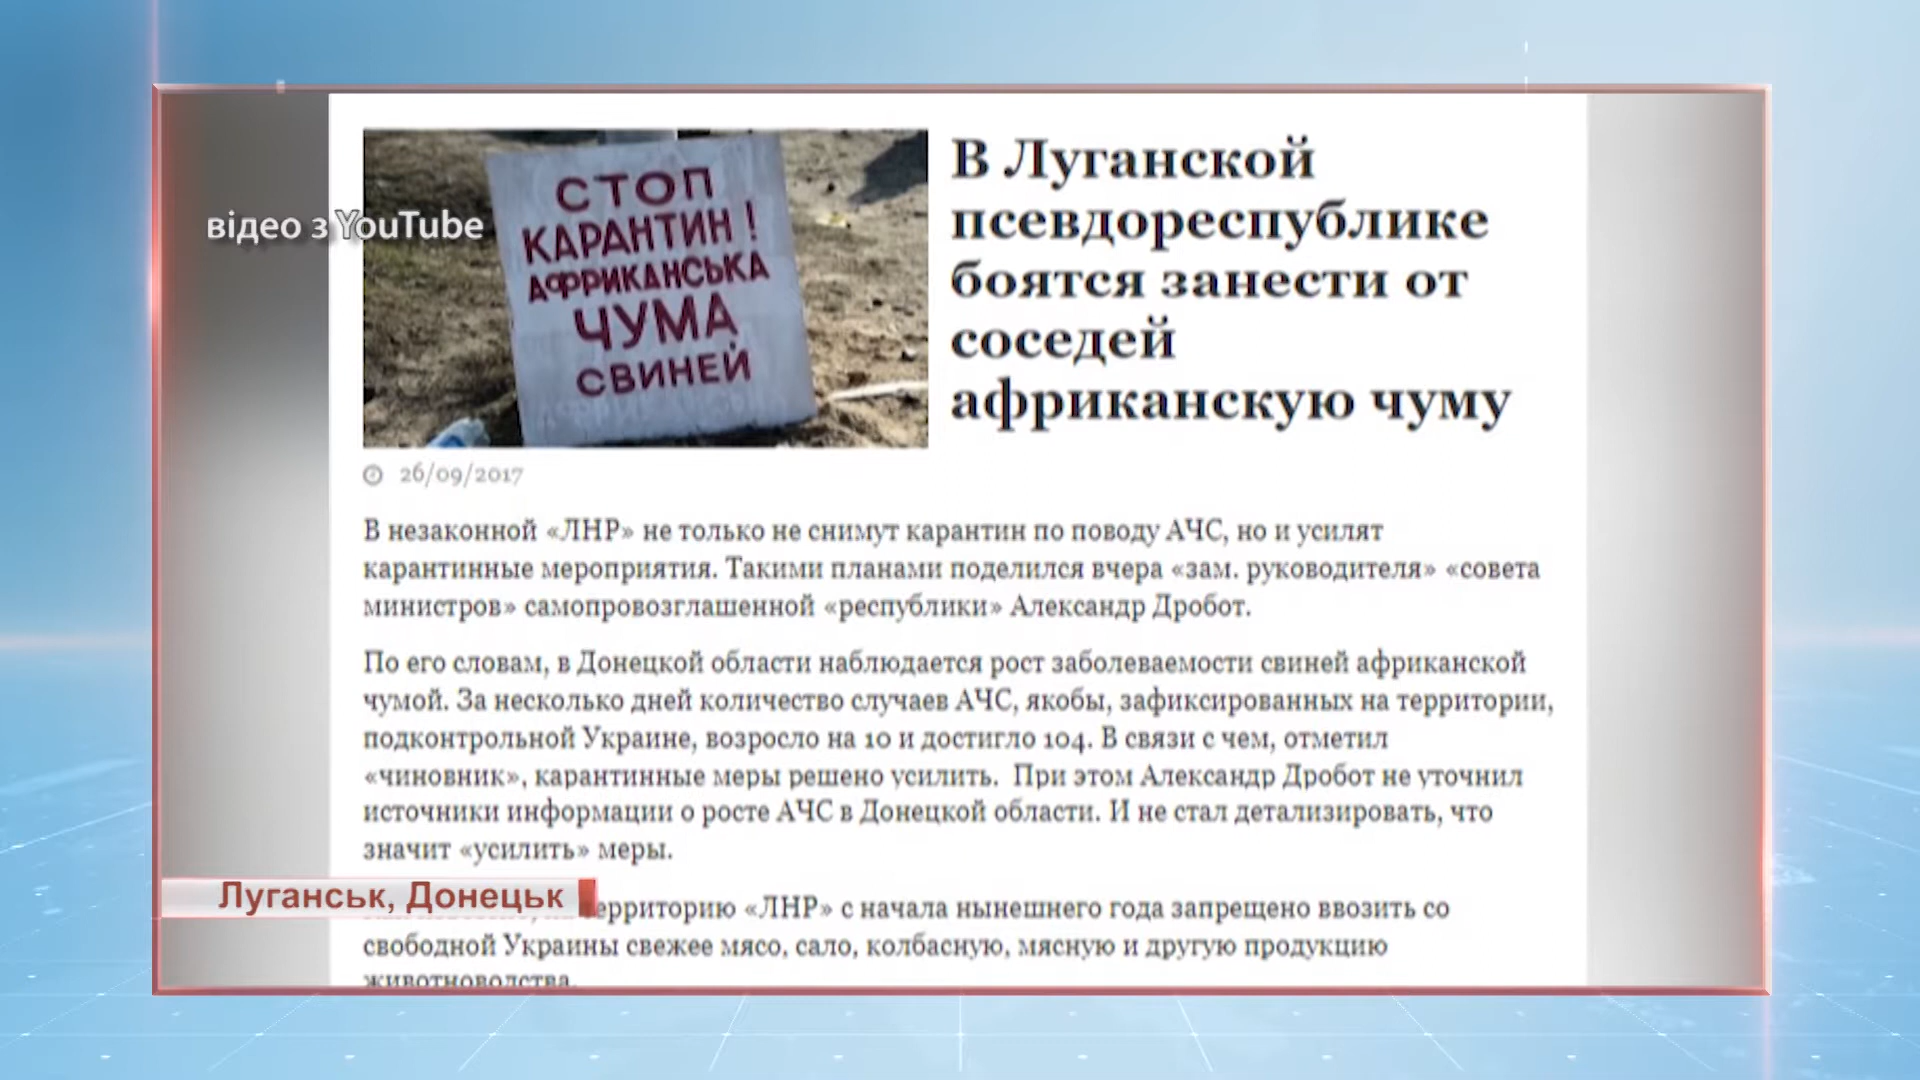 відео з YouTube
СТОП
КАРАНТИН!
АФРИКАНСЬКА
ЧУМА
СВИНЕЙ
В Луганской
псевдореспублике
боятся занести от
соседей
африканскую чуму
26/09/2017
В незаконной «ЛНР» не только не снимут карантин по поводу АЧС, но и усилят
карантинные мероприятия. Такими планами поделился вчера «зам. руководителя» «совета
министров» самопровозглашенной «республики» Александр Дробот.
По его словам, в Донецкой области наблюдается рост заболеваемости свиней африканской
чумой. За несколько дней количество случаев АЧС, якобы, зафиксированных на территории,
подконтрольной Украине, возросло на 10 и достигло 104. В связи с чем, отметил
«чиновник», карантинные меры решено усилить. При этом Александр Дробот не уточнил
источники информации о росте АЧС в Донецкой области. И не стал детализировать, что
значит «усилить» меры.
Луганськ, Донецьк
ерриторию «ЛНР» с начала нынешнего года запрещено ввозить со
свободной Украины свежее мясо, сало, колбасную, мясную и другую продукцию
животноводства.